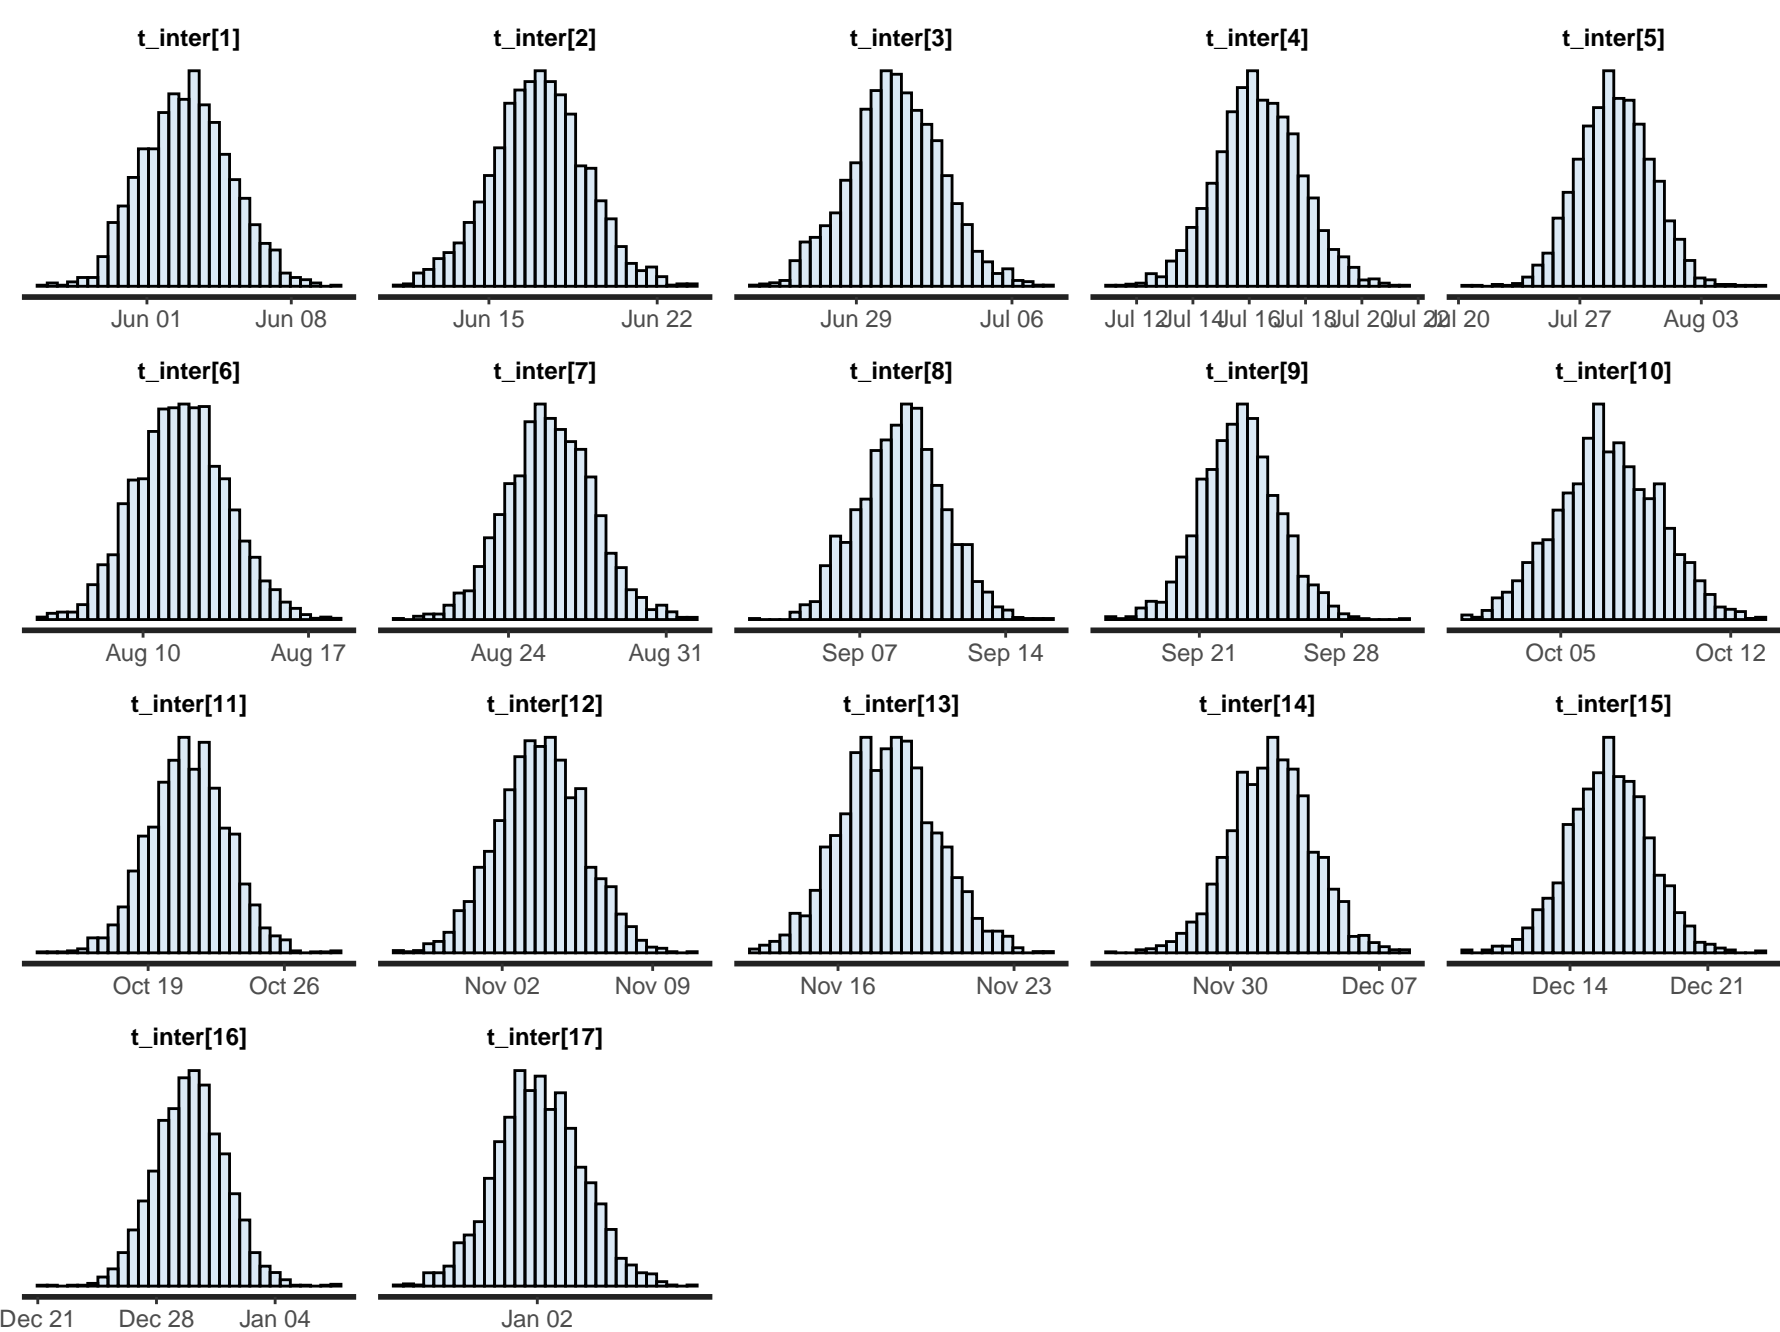 t_inter[1] t_inter[2] t_inter[3] t_inter[4] t_inter[5]
Jun 01 Jun 08 Jun 15 Jun 22 Jun 29 Jul 06 Jul 12 Jul 14 Jul 16 Jul 18 Jul 20 Jul 22 Jul 20 Jul 27 Aug 03
t_inter[6] t_inter[7] t_inter[8] t_inter[9] t_inter[10]
Aug 10 Aug 17 Aug 24 Aug 31 Sep 07 Sep 14 Sep 21 Sep 28 Oct 05 Oct 12
t_inter[11] t_inter[12] t_inter[13] t_inter[14] t_inter[15]
Oct 19 Oct 26 Nov 02 Nov 09 Nov 16 Nov 23 Nov 30 Dec 07 Dec 14 Dec 21
t_inter[16] t_inter[17]
Dec 21 Dec 28 Jan 04 Jan 02